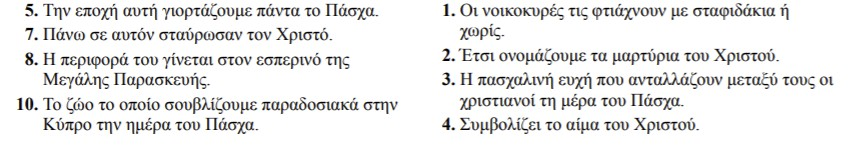 5. Την εποχή αυτή γιορτάζουμε πάντα το Πάσχα.
7. Πάνω σε αυτόν σταύρωσαν τον Χριστό.
8. Η περιφορά του γίνεται στον εσπερινό της
Μεγάλης Παρασκευής.
10. Το ζώο το οποίο σουβλίζουμε παραδοσιακά στην
Κύπρο την ημέρα του Πάσχα.
1. Οι νοικοκυρές τις φτιάχνουν με σταφιδάκια ή
χωρίς.
2. Έτσι ονομάζουμε τα μαρτύρια του Χριστού.
3. Η πασχαλινή ευχή που ανταλλάζουν μεταξύ τους οι
χριστιανοί τη μέρα του Πάσχα.
4. Συμβολίζει το αίμα του Χριστού.